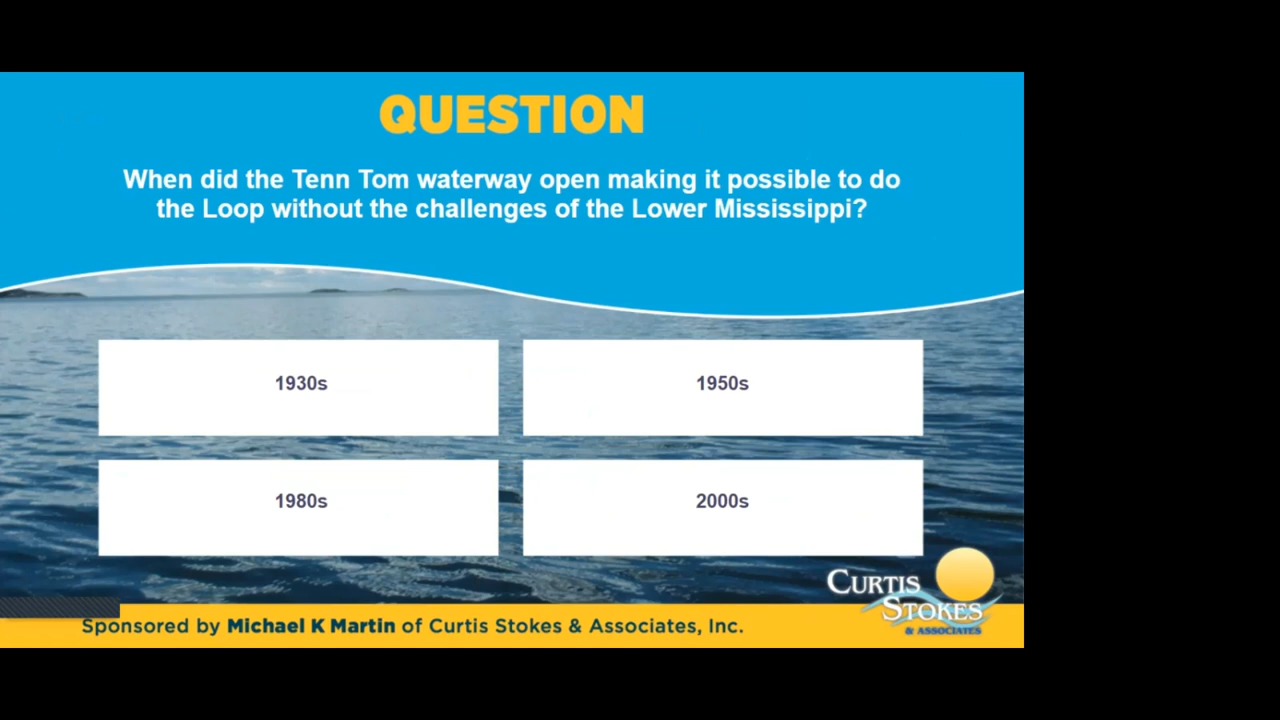 QUESTION
When did the Tenn Tom waterway open making it possible to do
the Loop without the challenges of the Lower Mississippi?
1930s
1950s
1980s
2000s
CURTIS
STOKES
& ASSOCIATES
Sponsored by Michael K Martin of Curtis Stokes & Associates, Inc.